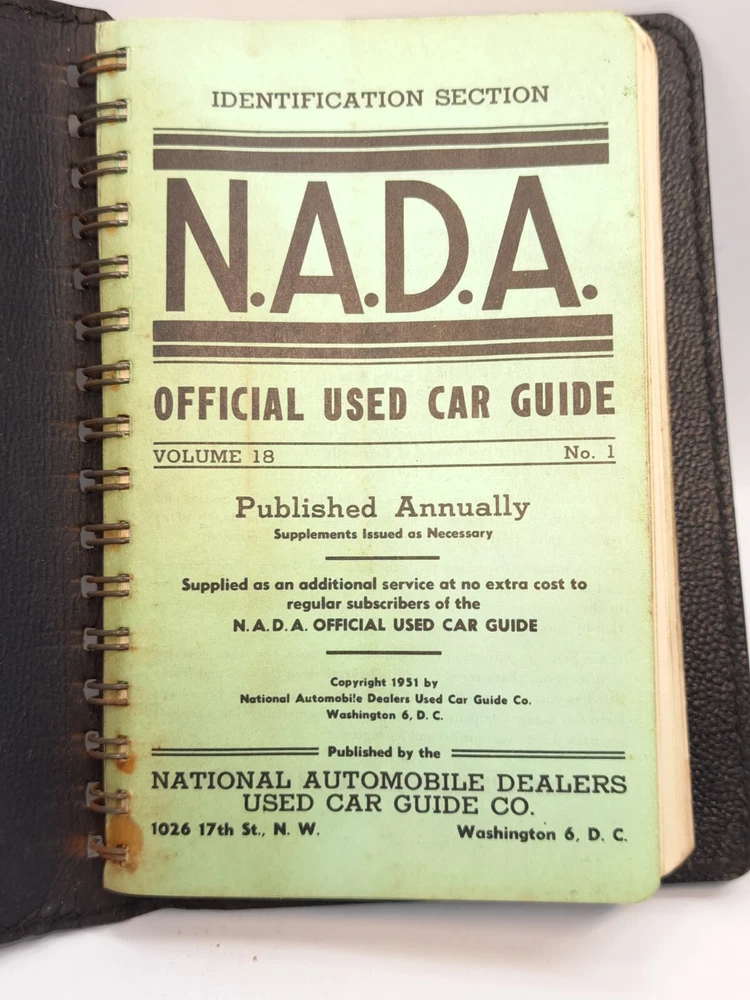 IDENTIFICATION SECTION
N.A.D.A.
OFFICIAL USED CAR GUIDE
VOLUME 18 No. 1
Published Annually
Supplements Issued as Necessary
Supplied as an additional service at no extra cost to
regular subscribers of the
N.A.D.A. OFFICIAL USED CAR GUIDE
Copyright 1951 by
National Automobile Dealers Used Car Guide Co.
Washington 6, D. C.
Published by the
NATIONAL AUTOMOBILE DEALERS
USED CAR GUIDE CO.
1026 17th St., N. W. Washington 6, D. C.